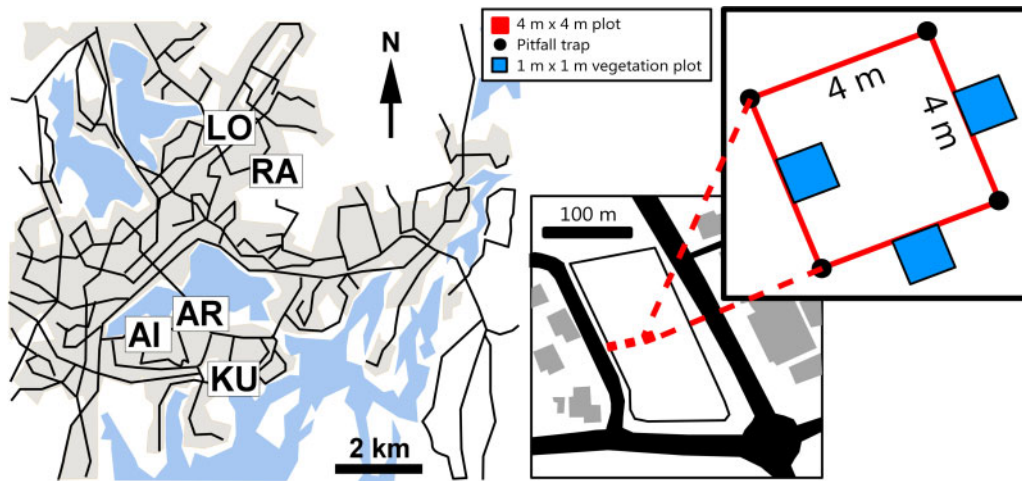 N
LO
RA
AR
AI
KU
2 km
4 m x 4 m plot
Pitfall trap
1 m x 1 m vegetation plot
100 m
4 m
4 m